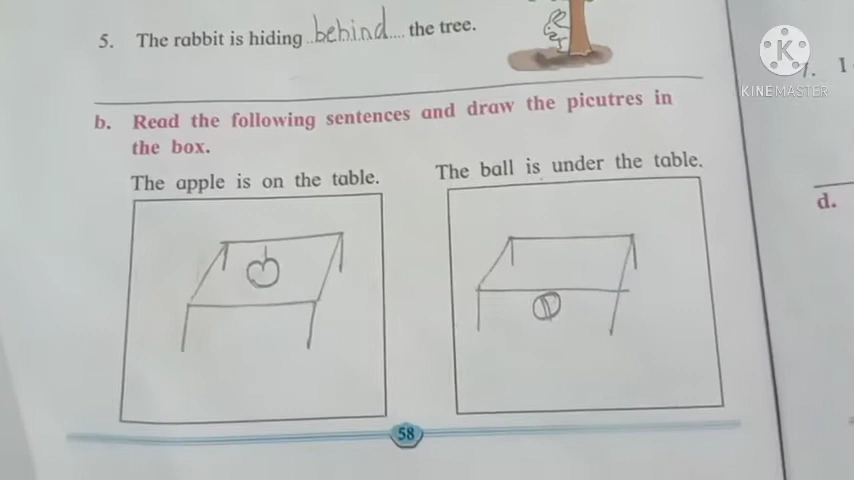 5. The rabbit is hiding ..behind.... the tree.
b. Read the following sentences and draw the picutres in
the box.
The apple is on the table.
The ball is under the table.
58
1. I
d.
K
KINEMASTER